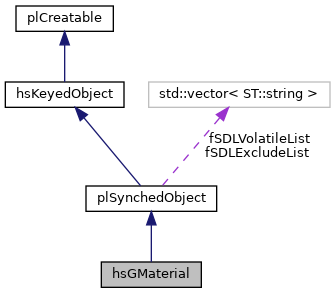 plCreatable
hsKeyedObject
std::vector< ST::string >
fSDLVolatileList
fSDLExcludeList
plSynchedObject
hsGMaterial